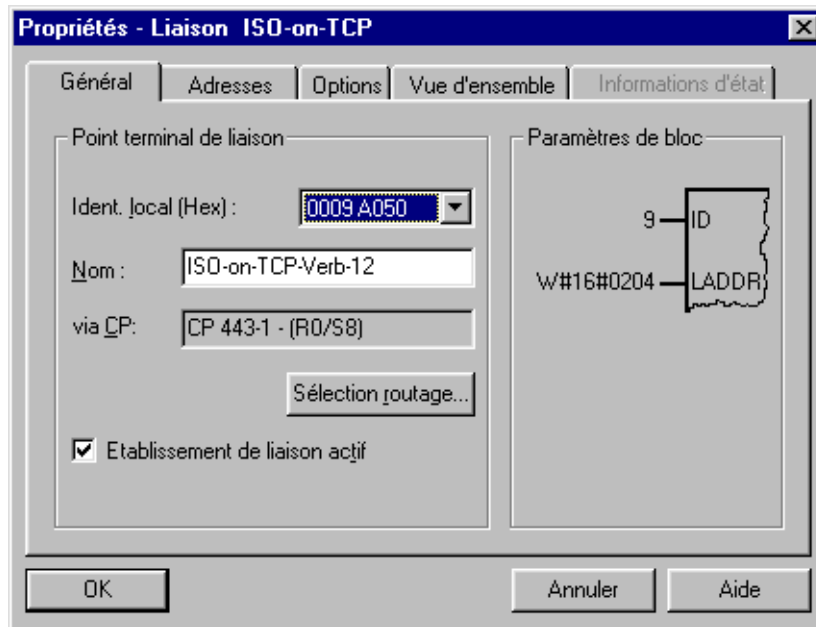 Propriétés - Liaison ISO-on-TCP
Général Adresses Options Vue d'ensemble Informations d'état
Point terminal de liaison
Ident. local (Hex) : 0009 A050
Nom : ISO-on-TCP-Verb-12
via CP: CP 443-1 - (R0/S8)
Sélection routage...
Etablissement de liaison actif
Paramètres de bloc
9 ID
W#16#0204 LADDR
OK Annuler Aide